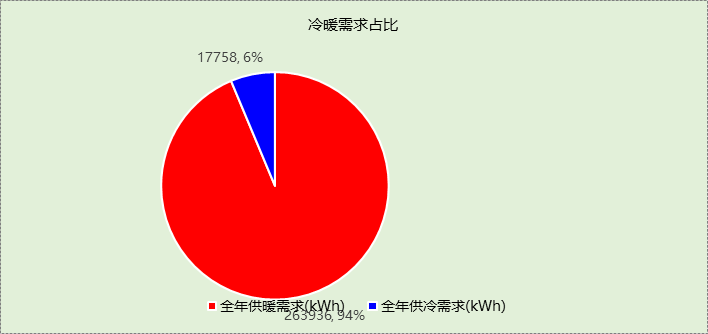 冷暖需求占比
17758, 6%
全年供暖需求(kWh)
全年供冷需求(kWh)
263936, 94%